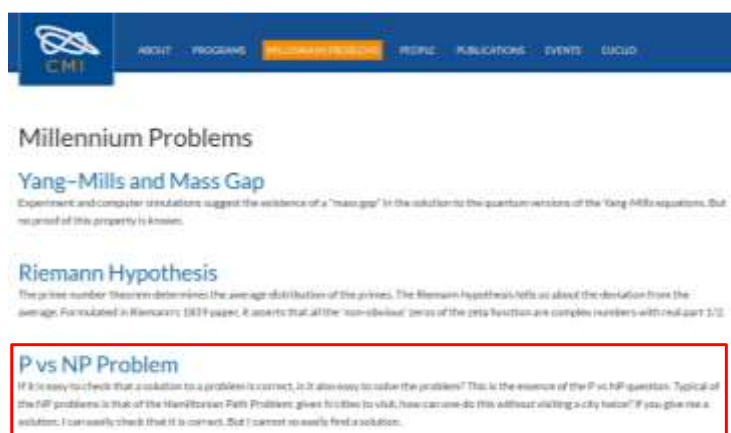 CMI
ABOUT PROGRAMS MILLENNIUM PROBLEMS PEOPLE PUBLICATIONS EVENTS EUCLID
Millennium Problems
Yang–Mills and Mass Gap
Experiment and computer simulations suggest the existence of a "mass gap" in the solution to the quantum versions of the Yang-Mills equations. But
no proof of this property is known.
Riemann Hypothesis
The prime number theorem determines the average distribution of the primes. The Riemann hypothesis tells us about the deviation from the
average. Formulated in Riemann's 1859 paper, it asserts that all the 'non-obvious' zeros of the zeta function are complex numbers with real part 1/2.
P vs NP Problem
If it is easy to check that a solution to a problem is correct, is it also easy to solve the problem? This is the essence of the P vs NP question. Typical of
the NP problems is that of the Hamiltonian Path Problem: given N cities to visit, how can one do this without visiting a city twice? If you give me a
solution, I can easily check that it is correct. But I cannot so easily find a solution.